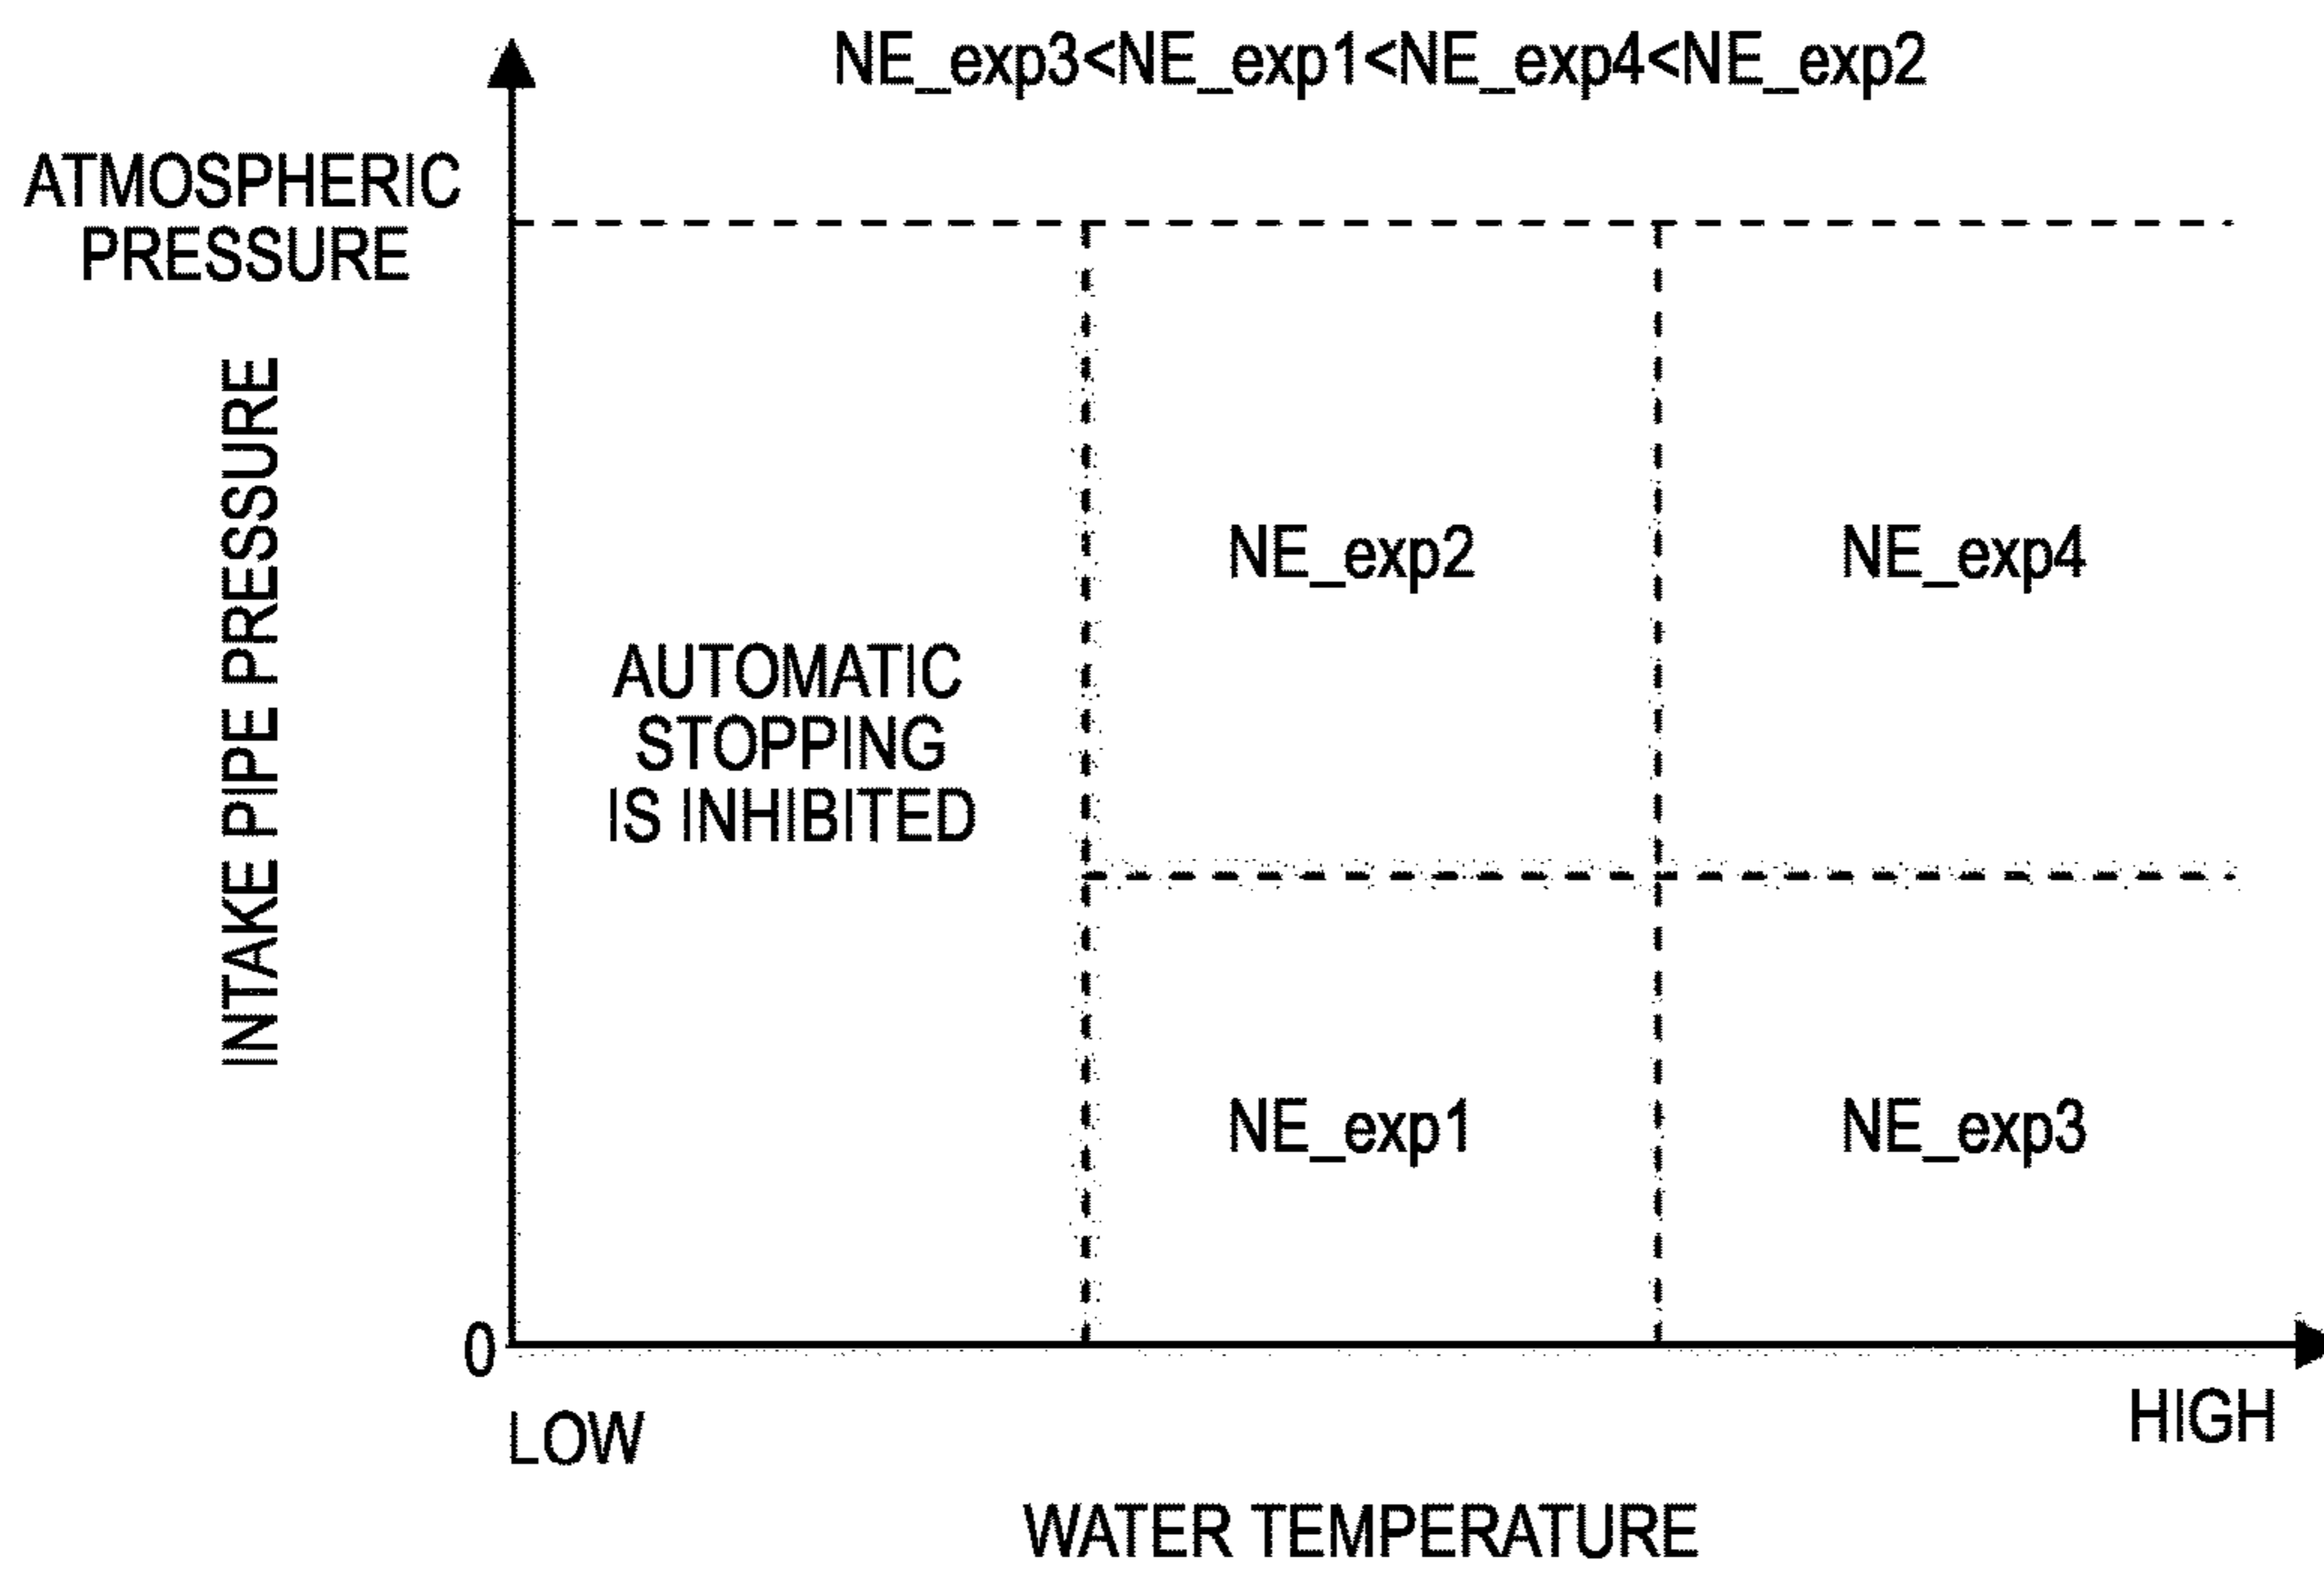 NE_exp3<NE_exp1<NE_exp4<NE_exp2
ATMOSPHERIC
PRESSURE
INTAKE PIPE PRESSURE
NE_exp2
NE_exp4
AUTOMATIC
STOPPING
IS INHIBITED
NE_exp1
NE_exp3
0
LOW
HIGH
WATER TEMPERATURE